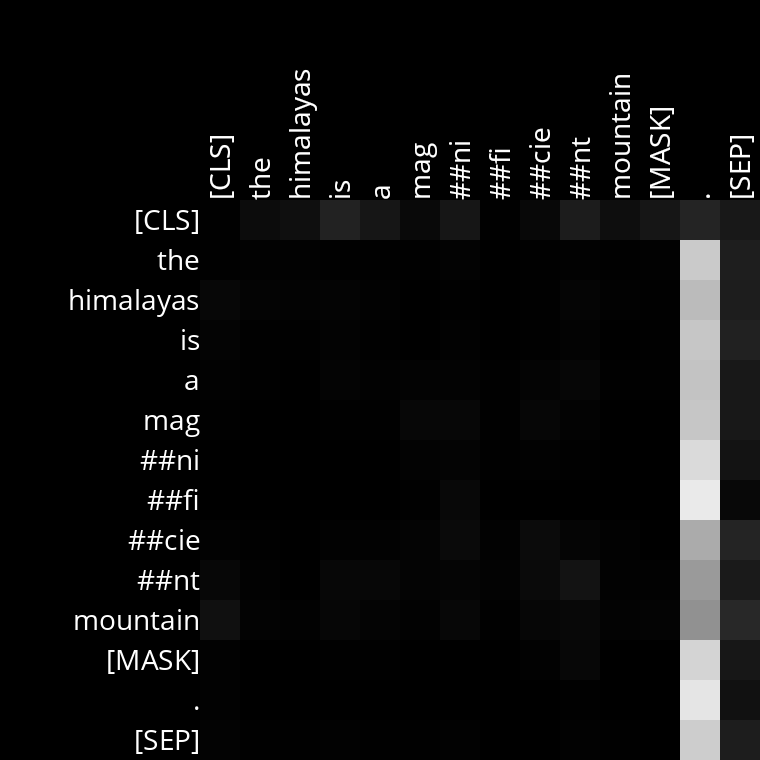 [CLS]
the
himalayas
is
a
mag
##ni
##fi
##cie
##nt
mountain
[MASK]
.
[SEP]
[CLS]
the
himalayas
is
a
mag
##ni
##fi
##cie
##nt
mountain
[MASK]
.
[SEP]